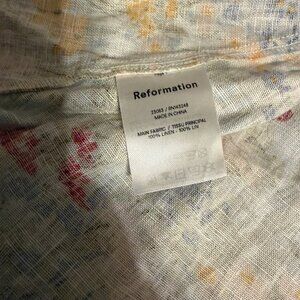 Reformation
MADE IN CHINA
MAIN FABRIC / TISSU PRINCIPAL
100% LINEN - 100% LIN